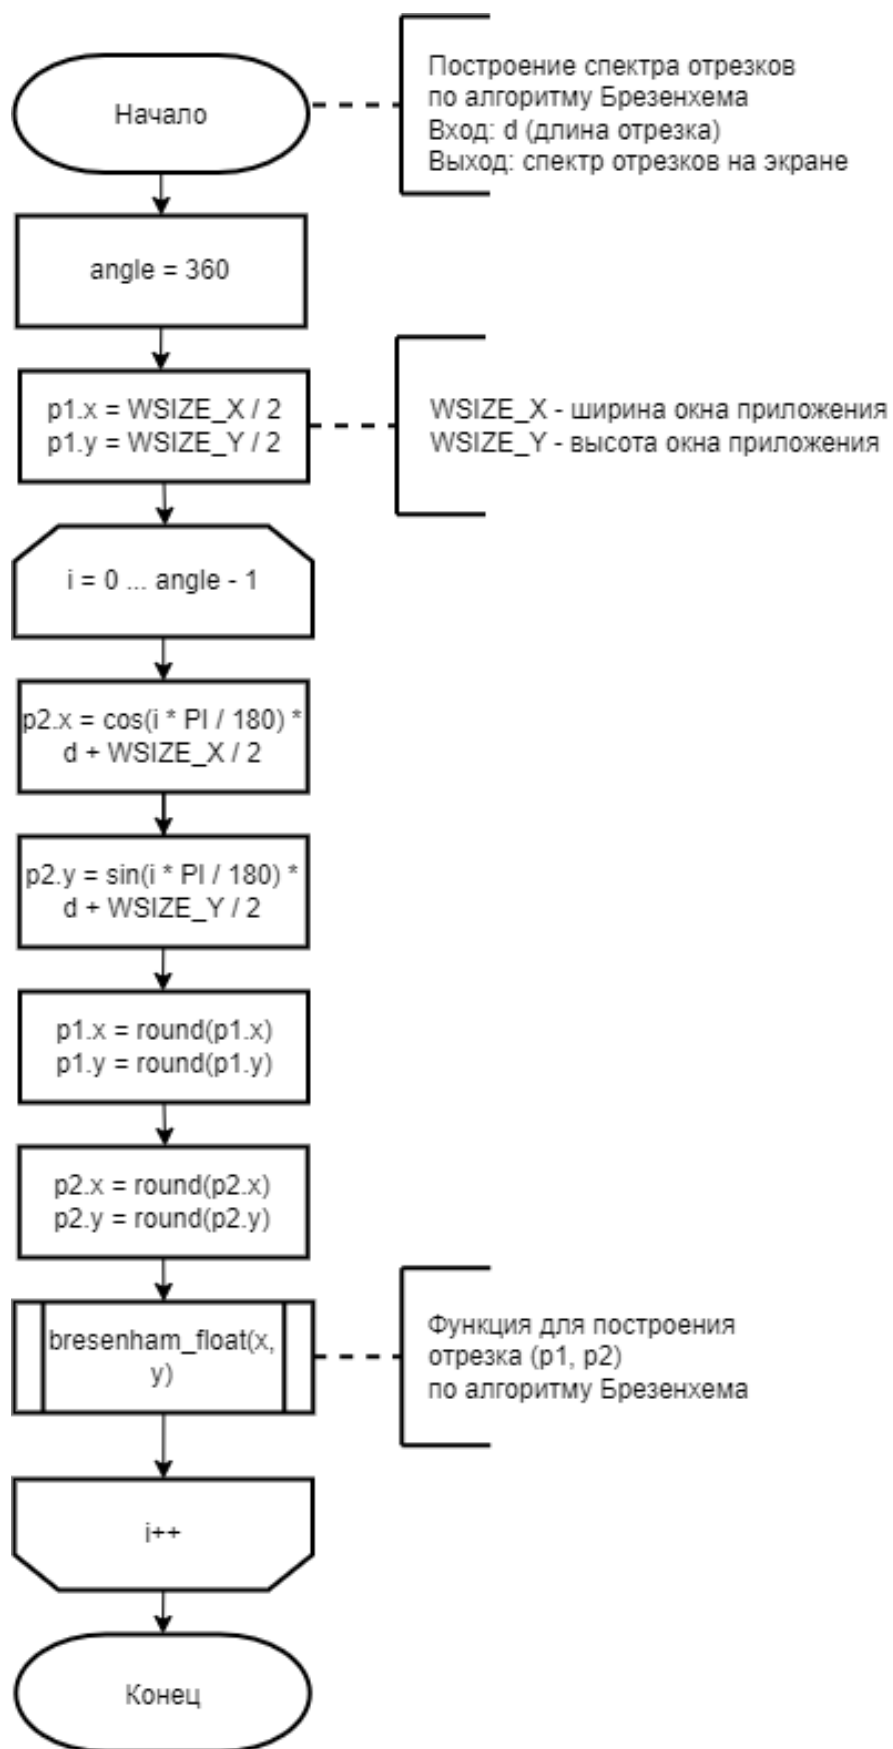 Начало
Построение спектра отрезков
по алгоритму Брезенхема
Вход: d (длина отрезка)
Выход: спектр отрезков на экране
angle = 360
p1.x = WSIZE_X / 2
p1.y = WSIZE_Y / 2
WSIZE_X - ширина окна приложения
WSIZE_Y - высота окна приложения
i = 0 ... angle - 1
p2.x = cos(i * PI / 180) *
d + WSIZE_X / 2
p2.y = sin(i * PI / 180) *
d + WSIZE_Y / 2
p1.x = round(p1.x)
p1.y = round(p1.y)
p2.x = round(p2.x)
p2.y = round(p2.y)
bresenham_float(x,
y)
Функция для построения
отрезка (p1, p2)
по алгоритму Брезенхема
i++
Конец